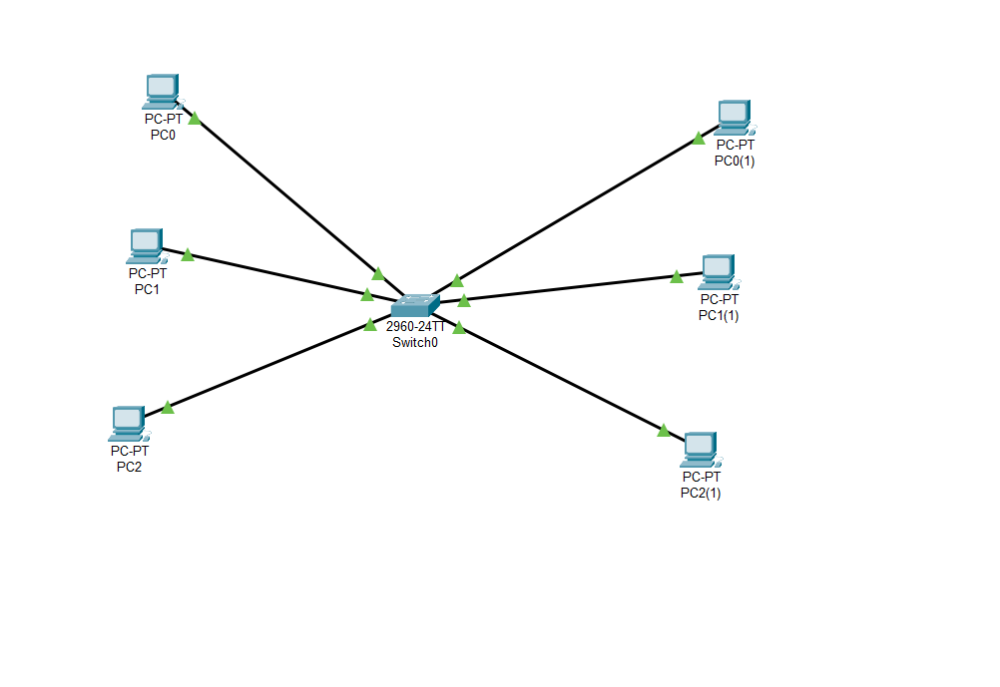 PC-PT
PC0
PC-PT
PC0(1)
PC-PT
PC1
PC-PT
PC1(1)
2960-24TT
Switch0
PC-PT
PC2
PC-PT
PC2(1)